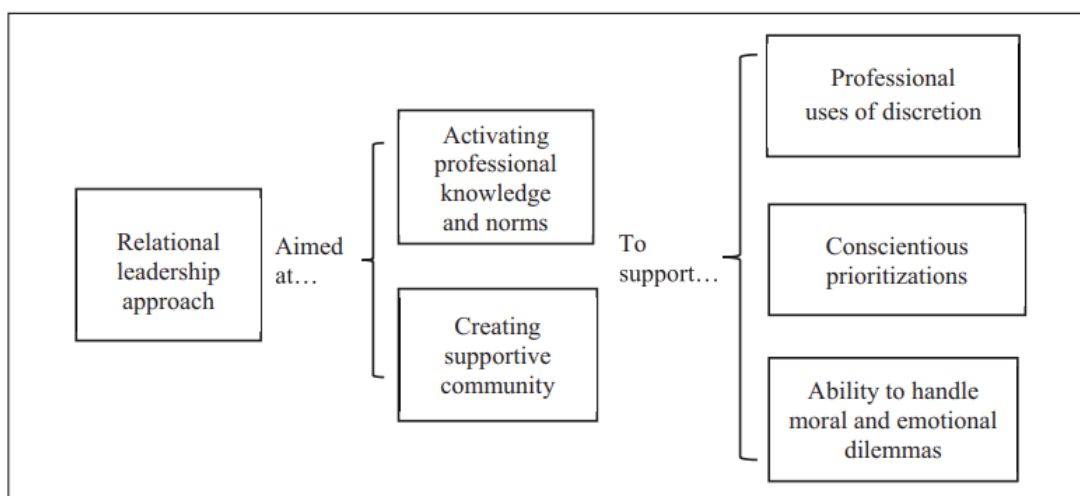 Relational
leadership
approach
Aimed
at…
Activating
professional
knowledge
and norms
Creating
supportive
community
To
support…
Professional
uses of discretion
Conscientious
prioritizations
Ability to handle
moral and emotional
dilemmas